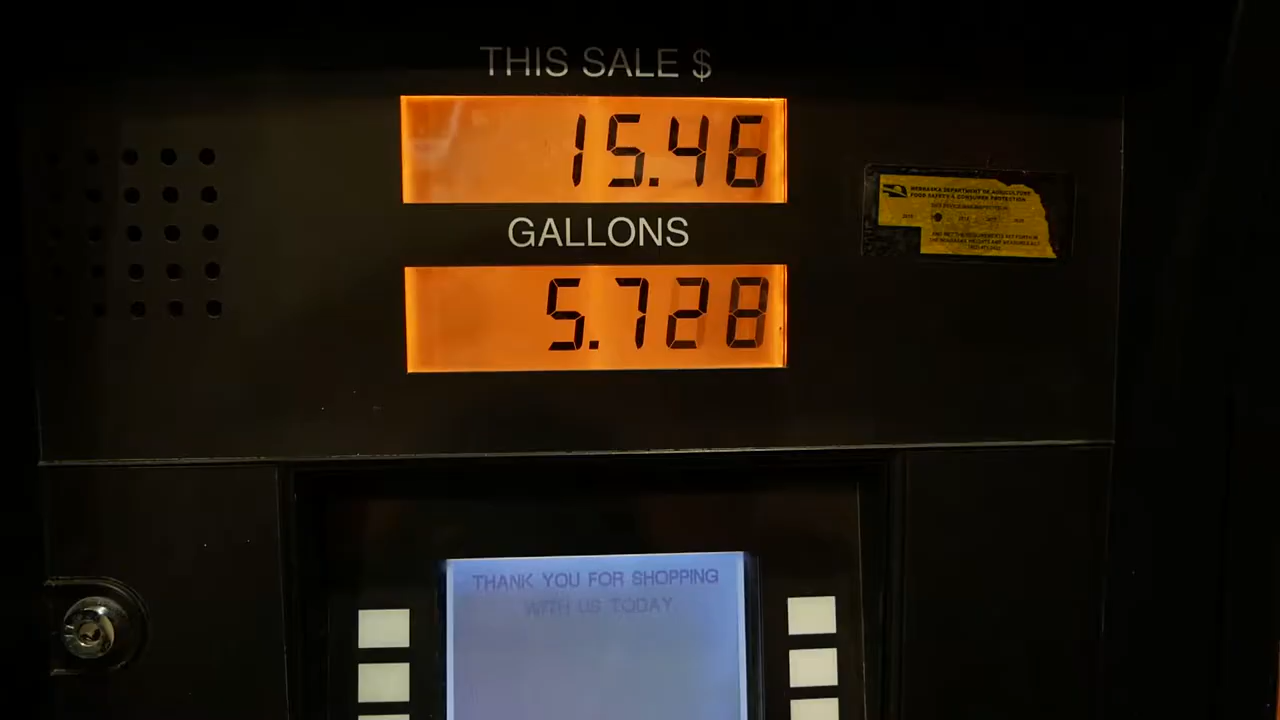 THIS SALE $
15.46
GALLONS
5.728
NEBRASKA DEPARTMENT OF AGRICULTURE
FOOD SAFETY & CONSUMER PROTECTION
THANK YOU FOR SHOPPING
WITH US TODAY